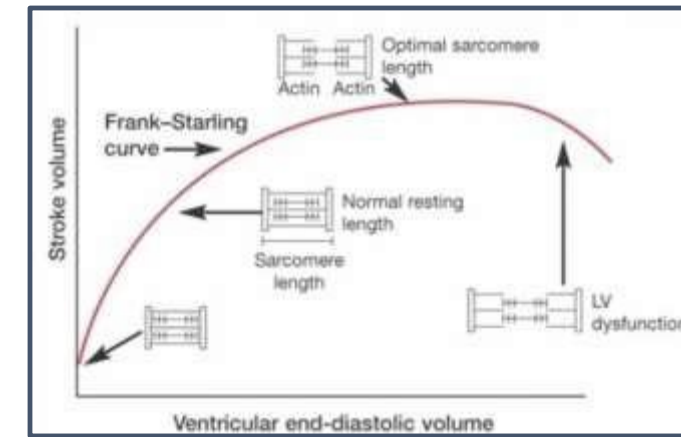 Optimal sarcomere
length
Actin Actin
Frank–Starling
curve
Normal resting
length
Sarcomere
length
LV
dysfunction
Stroke volume
Ventricular end-diastolic volume